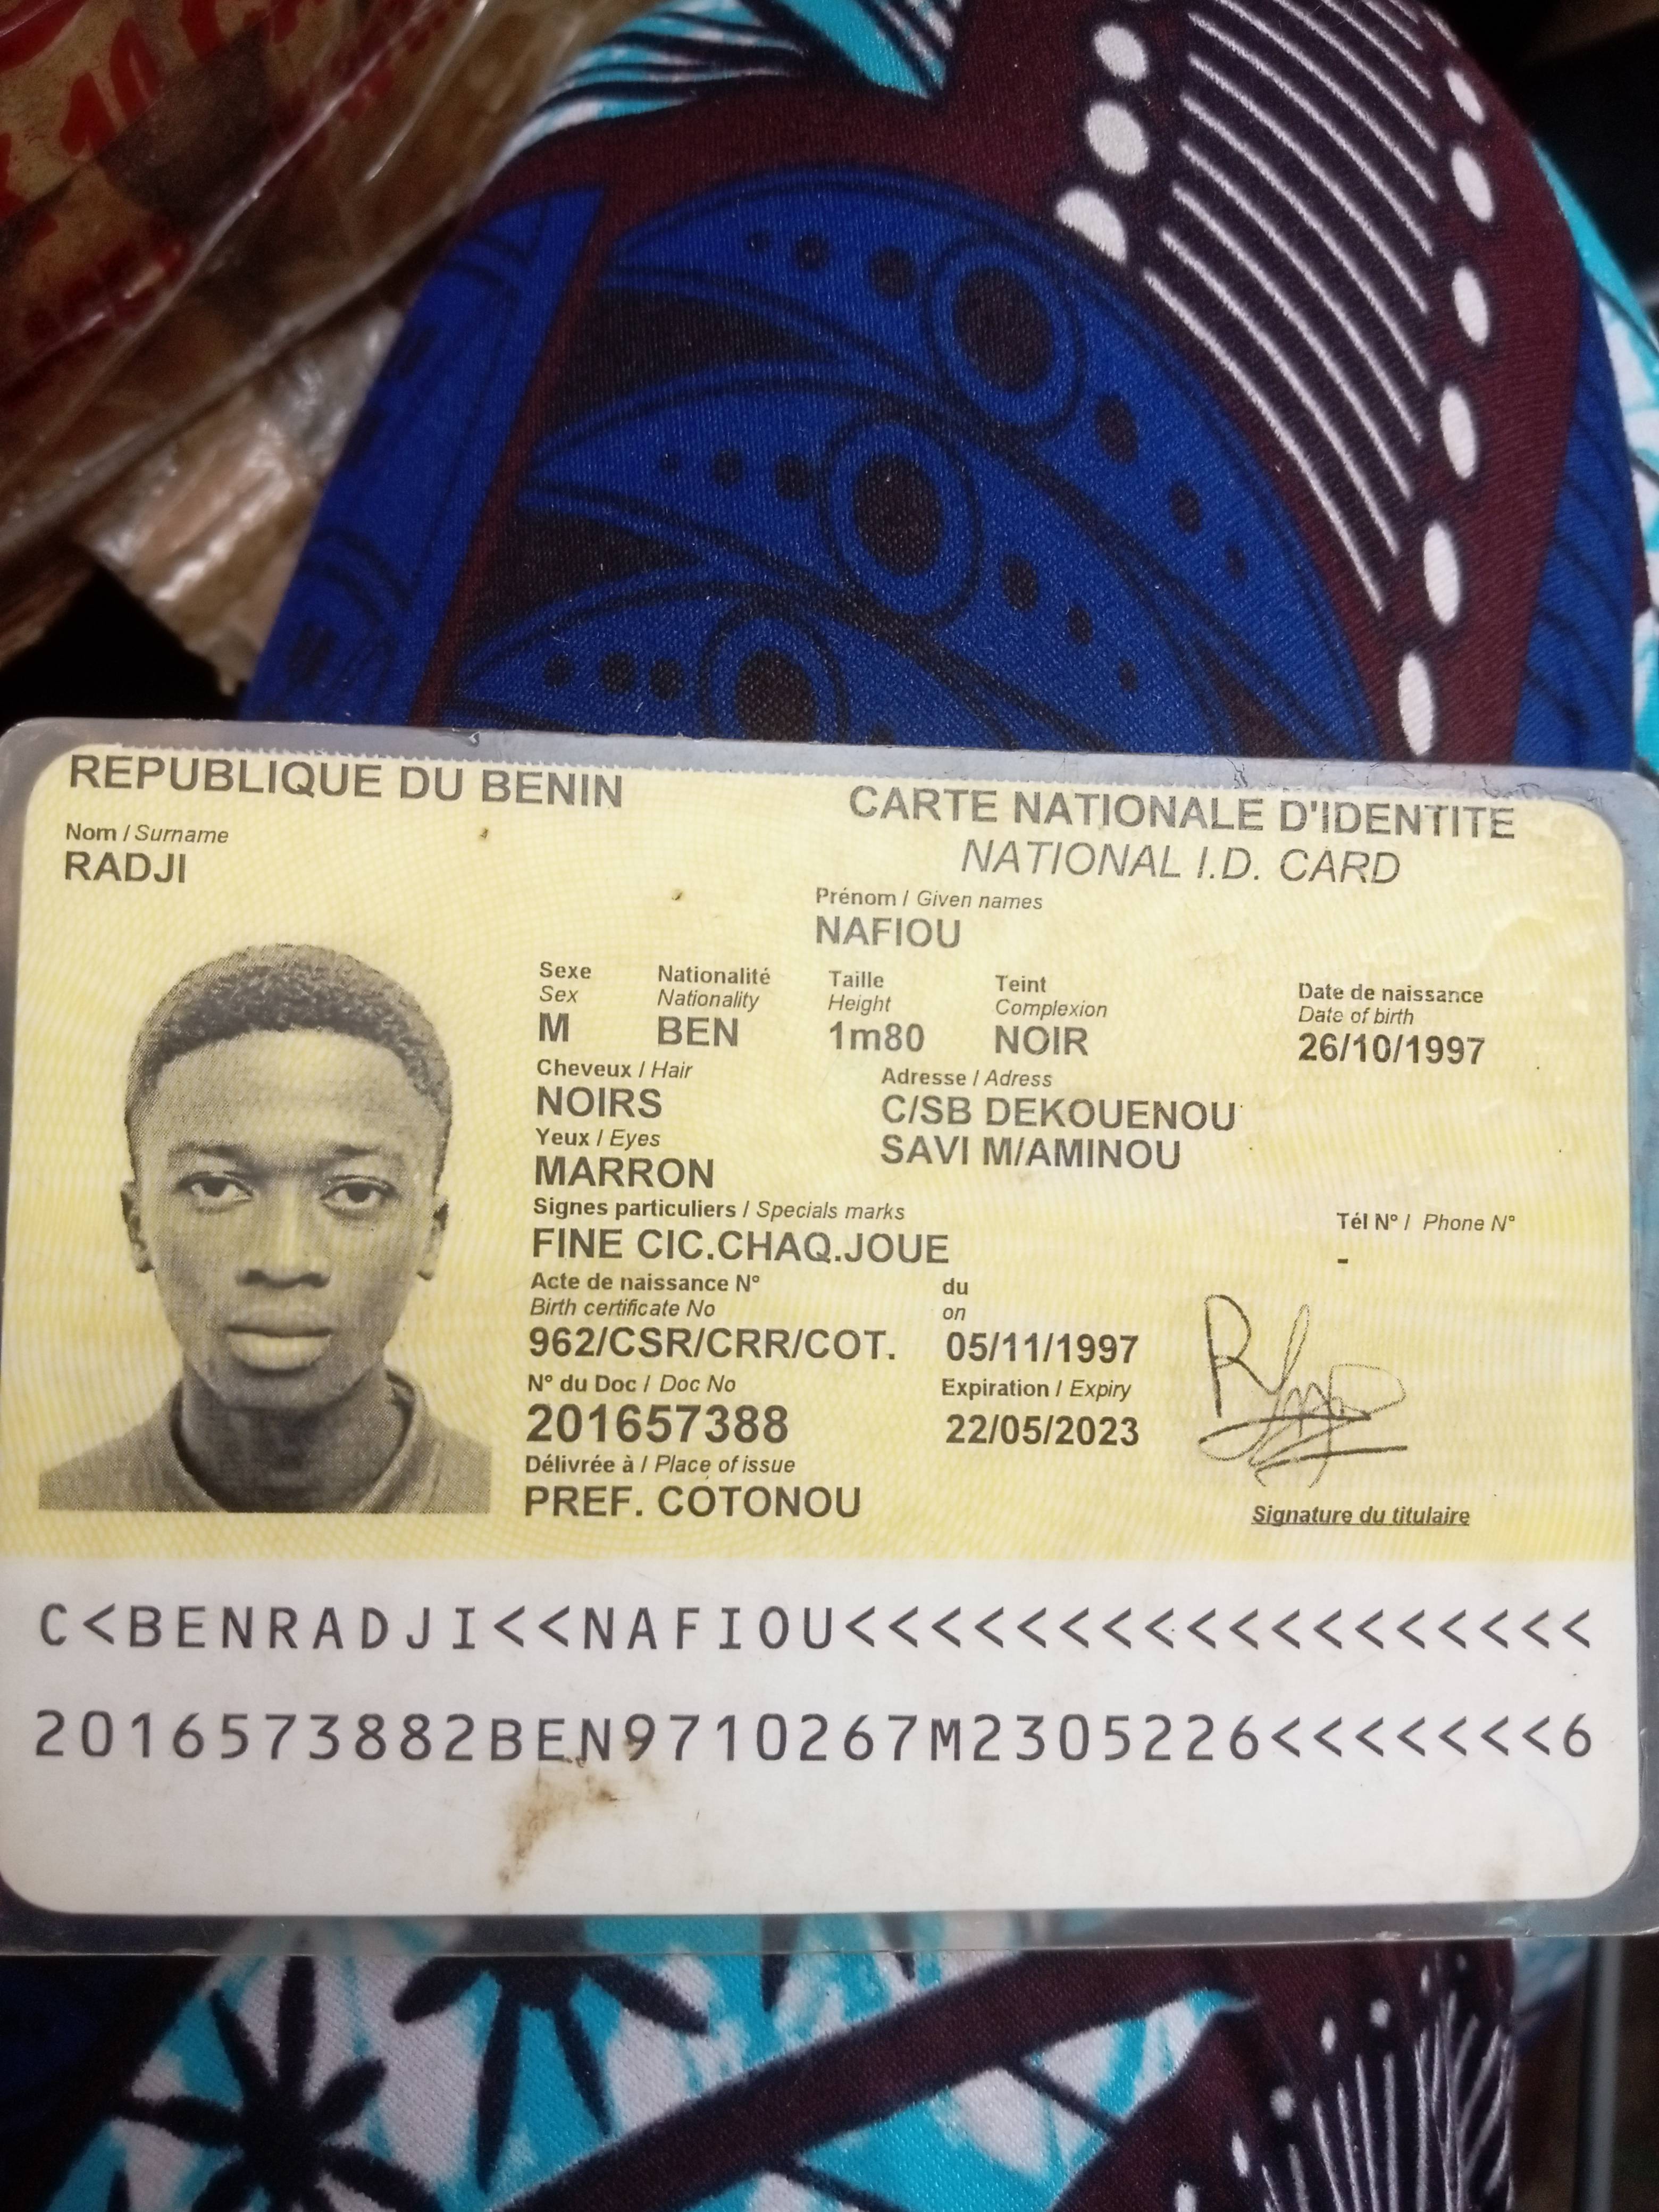 REPUBLIQUE DU BENIN
CARTE NATIONALE D'IDENTITE
NATIONAL I.D. CARD
Nom / Surname
RADJI
Prénom / Given names
NAFIOU
Sexe Nationalité Taille Teint Date de naissance
Sex Nationality Height Complexion Date of birth
M BEN 1m80 NOIR 26/10/1997
Cheveux / Hair Adresse / Adress
NOIRS C/SB DEKOUENOU
Yeux / Eyes SAVI M/AMINOU
MARRON
Signes particuliers / Specials marks Tél N° / Phone N°
FINE CIC.CHAQ.JOUE -
Acte de naissance N° du
Birth certificate No on
962/CSR/CRR/COT. 05/11/1997
N° du Doc / Doc No Expiration / Expiry
201657388 22/05/2023
Délivrée à / Place of issue
PREF. COTONOU
Signature du titulaire
C<BENRADJI<<NAFIOU<<<<<<<<<<<<<<<<<<
2016573882BEN9710267M2305226<<<<<<<6